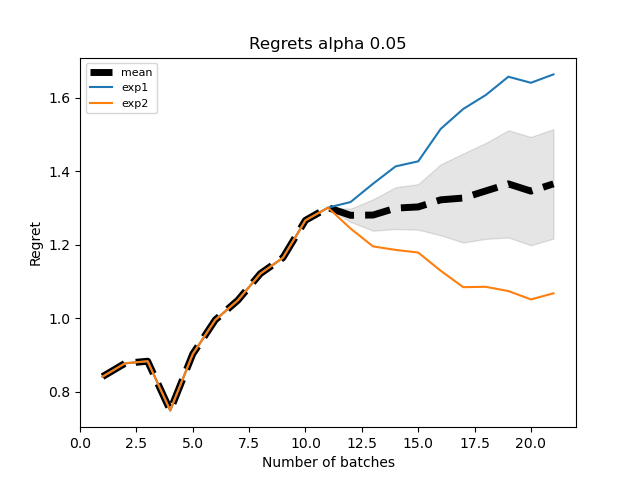 Regrets alpha 0.05
mean
exp1
exp2
Regret
1.6
1.4
1.2
1.0
0.8
0.0 2.5 5.0 7.5 10.0 12.5 15.0 17.5 20.0
Number of batches